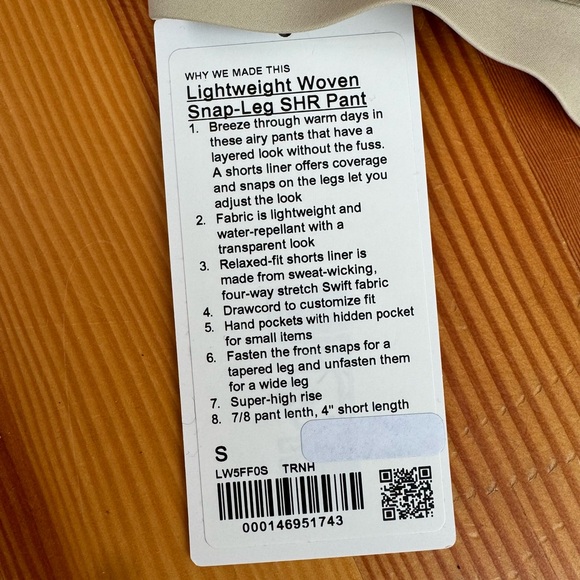 WHY WE MADE THIS
Lightweight Woven
Snap-Leg SHR Pant
1. Breeze through warm days in
these airy pants that have a
layered look without the fuss.
A shorts liner offers coverage
and snaps on the legs let you
adjust the look
2. Fabric is lightweight and
water-repellant with a
transparent look
3. Relaxed-fit shorts liner is
made from sweat-wicking,
four-way stretch Swift fabric
4. Drawcord to customize fit
5. Hand pockets with hidden pocket
for small items
6. Fasten the front snaps for a
tapered leg and unfasten them
for a wide leg
7. Super-high rise
8. 7/8 pant lenth, 4" short length
S
LW5FF0S TRNH
000146951743